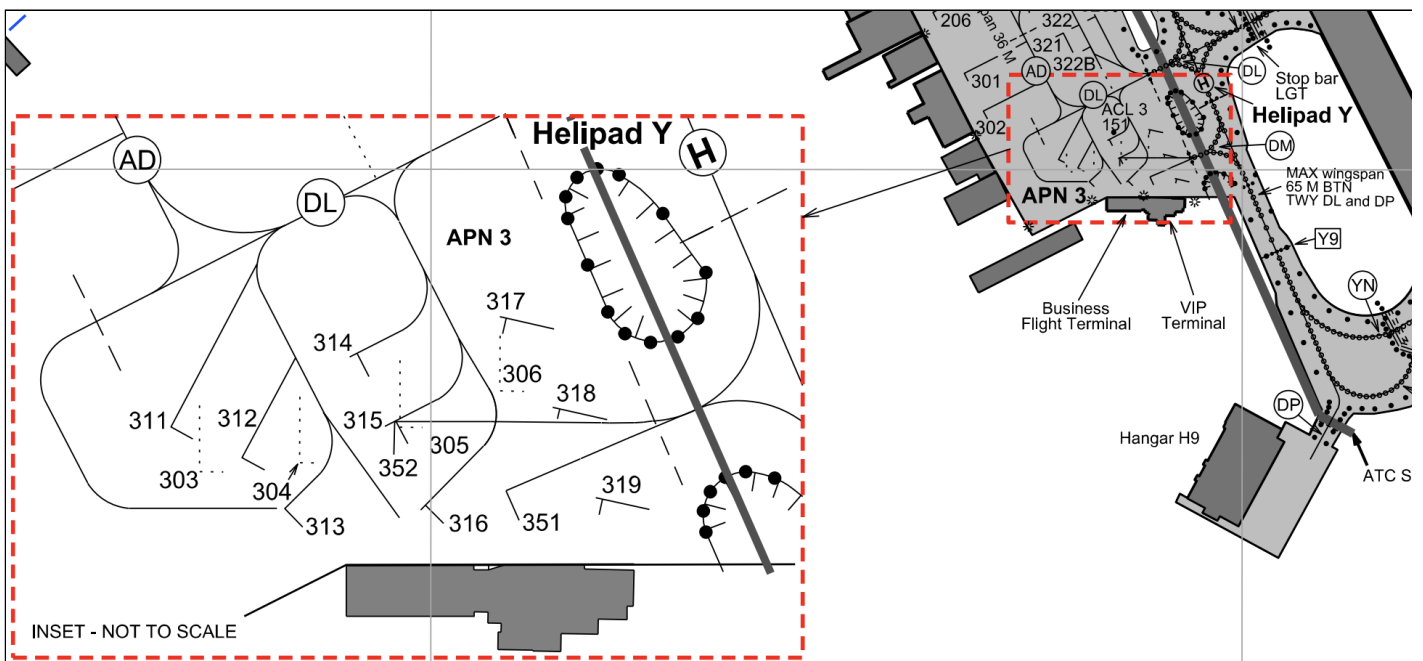 206
322
321
322B
301
302
AD
DL
ACL 3
151
APN 3
DL
H
Stop bar
LGT
Helipad Y
DM
MAX wingspan
65 M BTN
TWY DL and DP
Y9
YN
Business
Flight Terminal
VIP
Terminal
DP
Hangar H9
ATC S
Helipad Y
H
AD
DL
APN 3
317
314
306
318
311
312
315
305
303
304
352
319
313
316
351
INSET - NOT TO SCALE